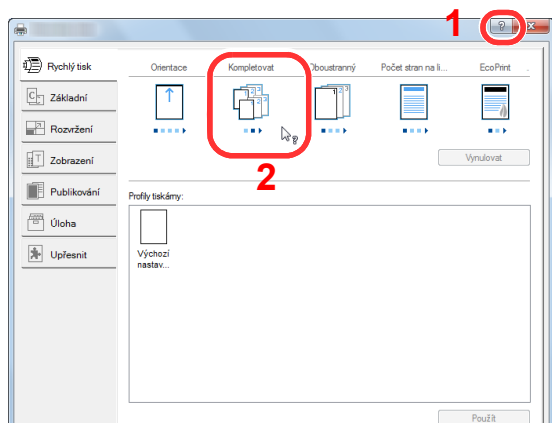 1
?
Rychlý tisk
Orientace
Kompletovat
Oboustranný
Počet stran na li...
EcoPrint
Základní
Rozvržení
Zobrazení
Vynulovat
2
Publikování
Profily tiskárny:
Úloha
Upřesnit
Výchozí
nastav...
Použít